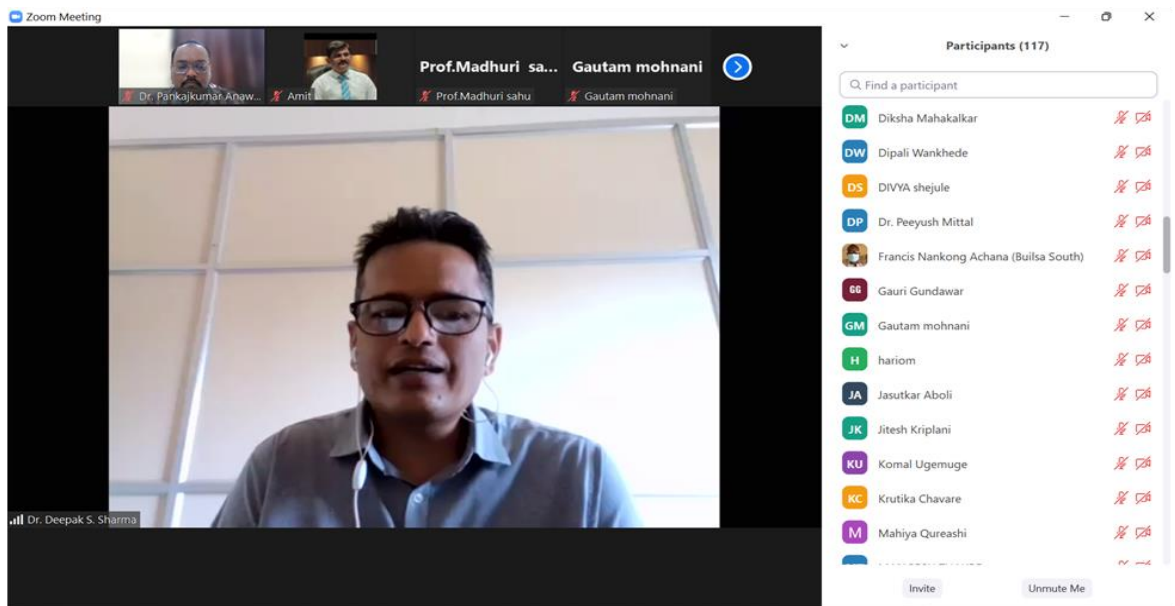 Zoom Meeting
Prof.Madhuri sa...
Gautam mohnani
Dr. Pankajkumar Anaw...
Amit
Prof.Madhuri sahu
Gautam mohnani
Dr. Deepak S. Sharma
Participants (117)
Find a participant
DM Diksha Mahakalkar
DW Dipali Wankhede
DS DIVYA shejule
DP Dr. Peeyush Mittal
Francis Nankong Achana (Builsa South)
GG Gauri Gundawar
GM Gautam mohnani
H hariom
JA Jasutkar Aboli
JK Jitesh Kriplani
KU Komal Ugemuge
KC Krutika Chavare
M Mahiya Qureashi
Invite
Unmute Me